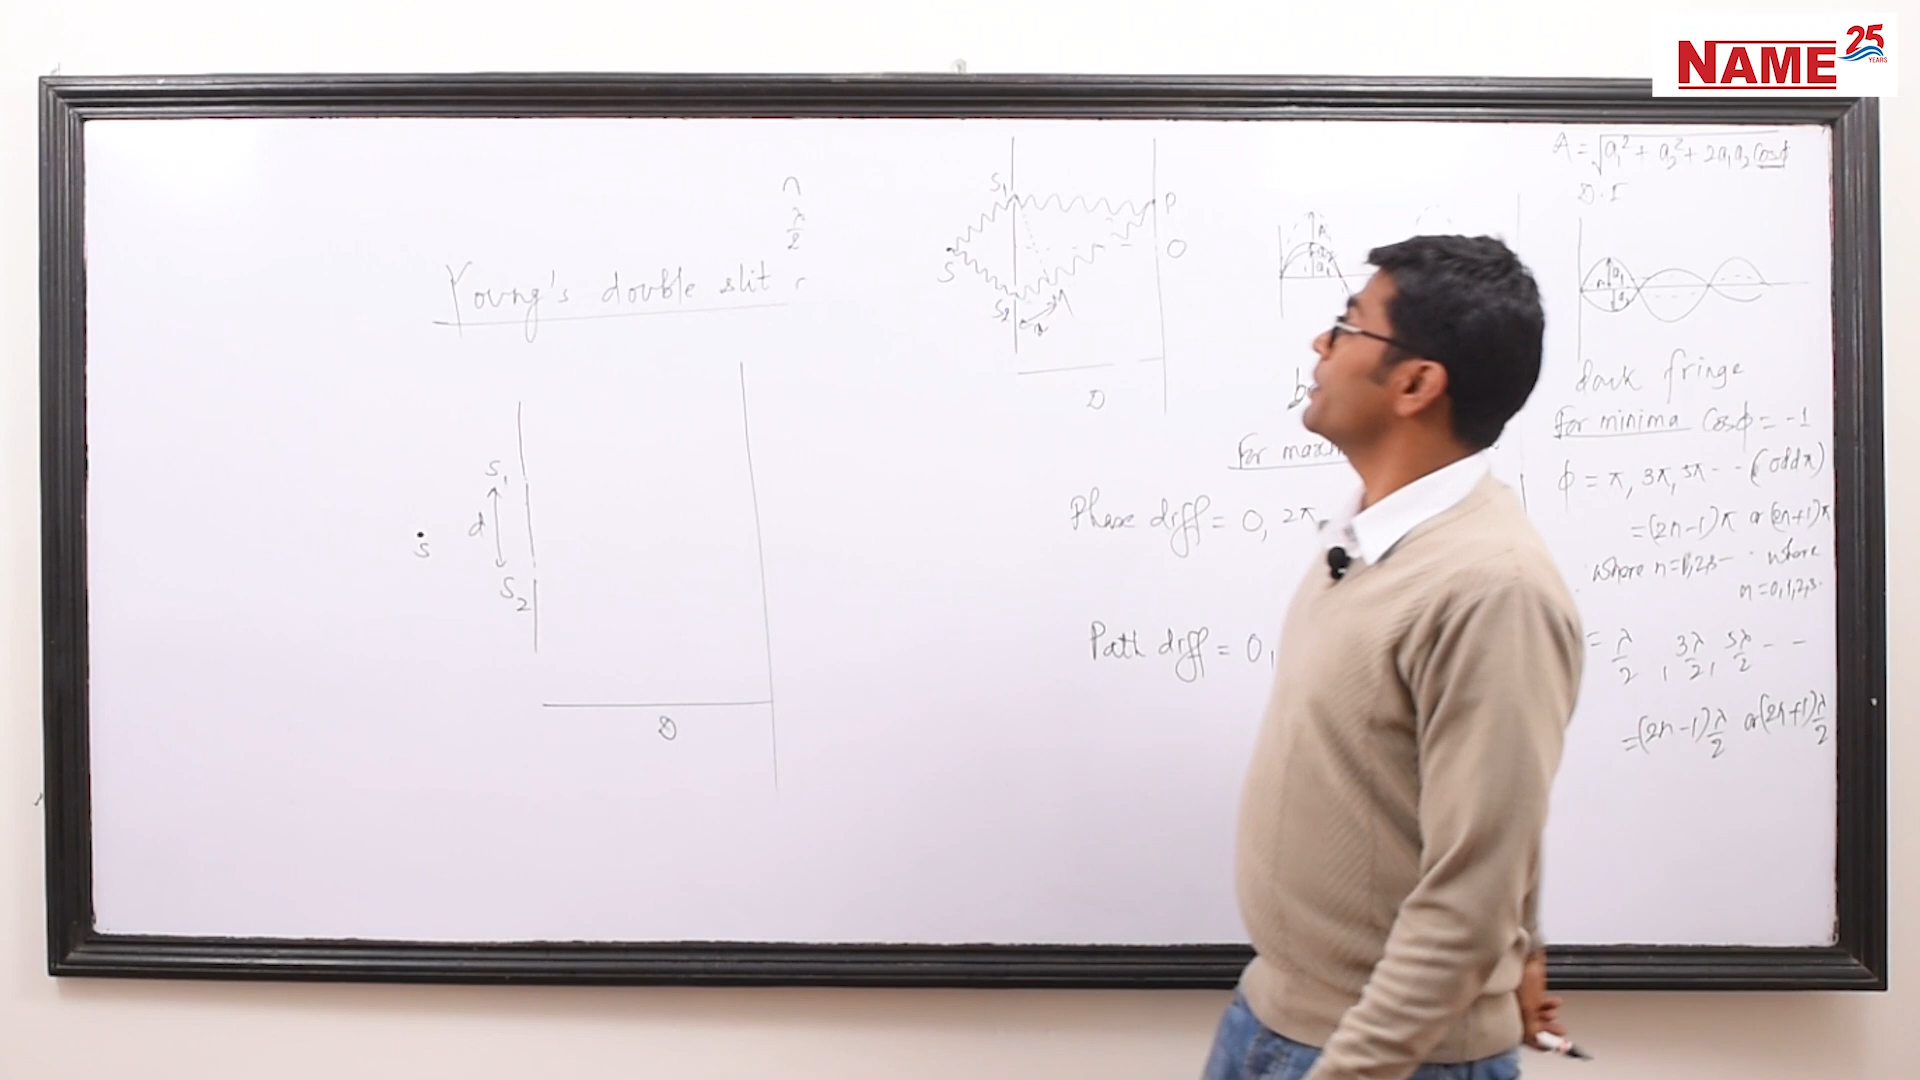 NAME 25 YEARS
n
λ/2
Young's double slit
S₁
d
S
S₂
D
S₁
P
S
O
S₂
D
A = √a₁² + a₂² + 2a₁a₂ cosϕ
D.I
a₁
dark fringe
For minima cosϕ = -1
ϕ = π, 3π, 5π - - (odd π)
= (2n-1)π or (2n+1)π
where n=1,2,3- . where
n=0,1,2,3.
= λ/2, 3λ/2, 5λ/2 - -
= (2n-1)λ/2 or (2n+1)λ/2
For
Phase diff = 0, 2π
Path diff = 0,